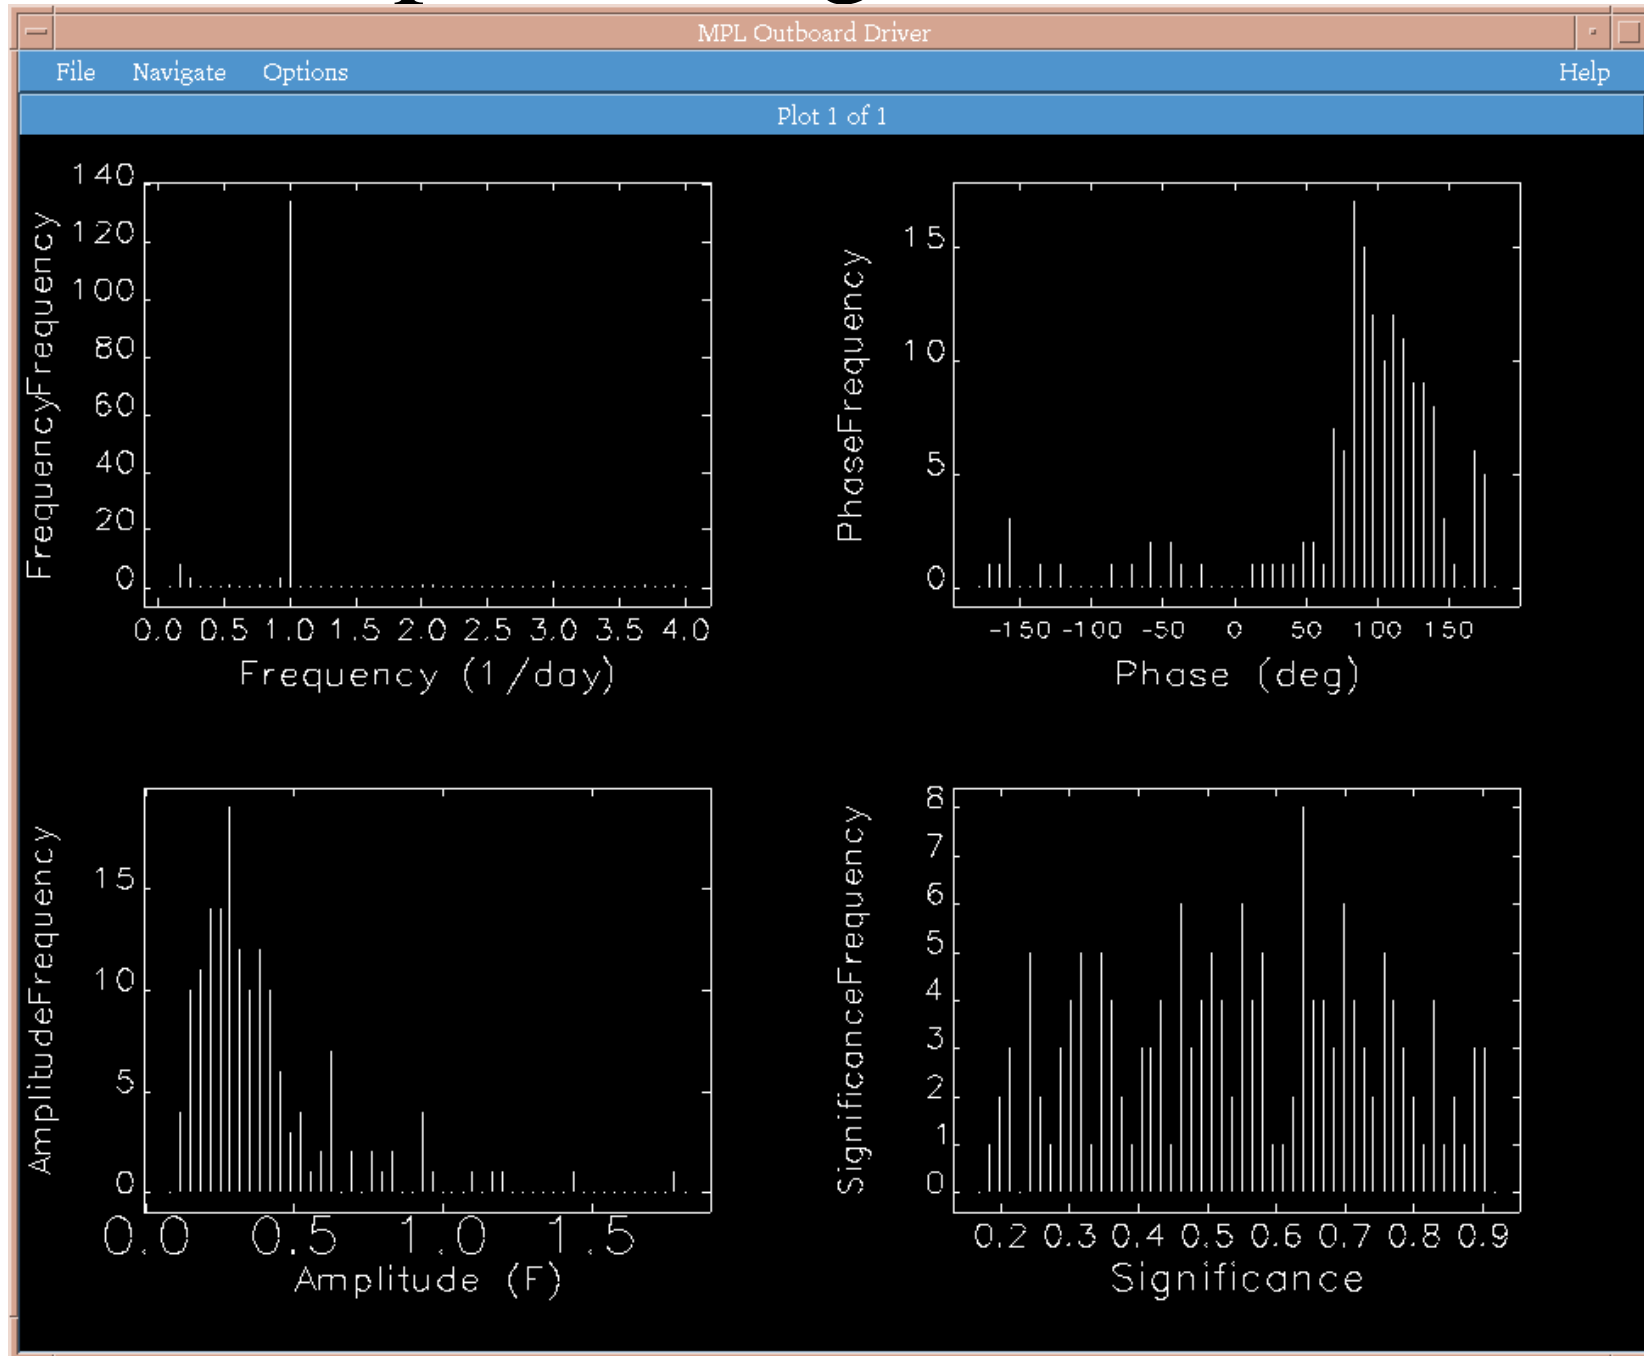 MPL Outboard Driver
File Navigate Options Help
Plot 1 of 1
140
120
100
80
60
40
20
0
FrequencyFrequency
0.0 0.5 1.0 1.5 2.0 2.5 3.0 3.5 4.0
Frequency (1/day)
15
10
5
0
PhaseFrequency
-150 -100 -50 0 50 100 150
Phase (deg)
15
10
5
0
AmplitudeFrequency
0.0 0.5 1.0 1.5
Amplitude (F)
8
7
6
5
4
3
2
1
0
SignificanceFrequency
0.2 0.3 0.4 0.5 0.6 0.7 0.8 0.9
Significance